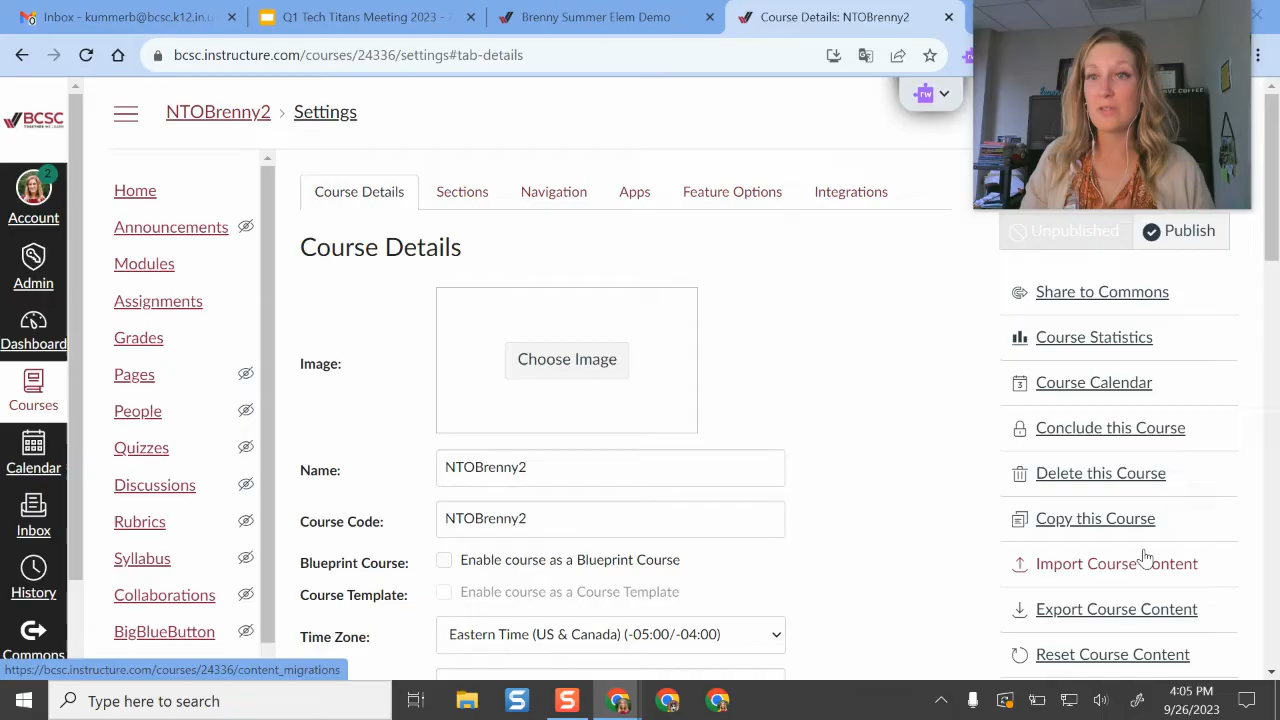 Inbox (12) - kummerb@bcsc.k12.in.us
Q1 Tech Titans Meeting 2023 -
Brenny Summer Elem Demo
Course Details: NTOBrenny2
bcsc.instructure.com/courses/24336/settings#tab-details
rw
BCSC
NTOBrenny2 › Settings
2
Account
Admin
Dashboard
Courses
Calendar
Inbox
History
Commons
Home
Announcements
Modules
Assignments
Grades
Pages
People
Quizzes
Discussions
Rubrics
Syllabus
Collaborations
BigBlueButton
Course Details Sections Navigation Apps Feature Options Integrations
Course Details
Image: Choose Image
Name: NTOBrenny2
Course Code: NTOBrenny2
Blueprint Course: Enable course as a Blueprint Course
Course Template: Enable course as a Course Template
Time Zone: Eastern Time (US & Canada) (-05:00/-04:00)
Unpublished Publish
Share to Commons
Course Statistics
Course Calendar
Conclude this Course
Delete this Course
Copy this Course
Import Course Content
Export Course Content
Reset Course Content
https://bcsc.instructure.com/courses/24336/content_migrations
Type here to search
4:05 PM
9/26/2023